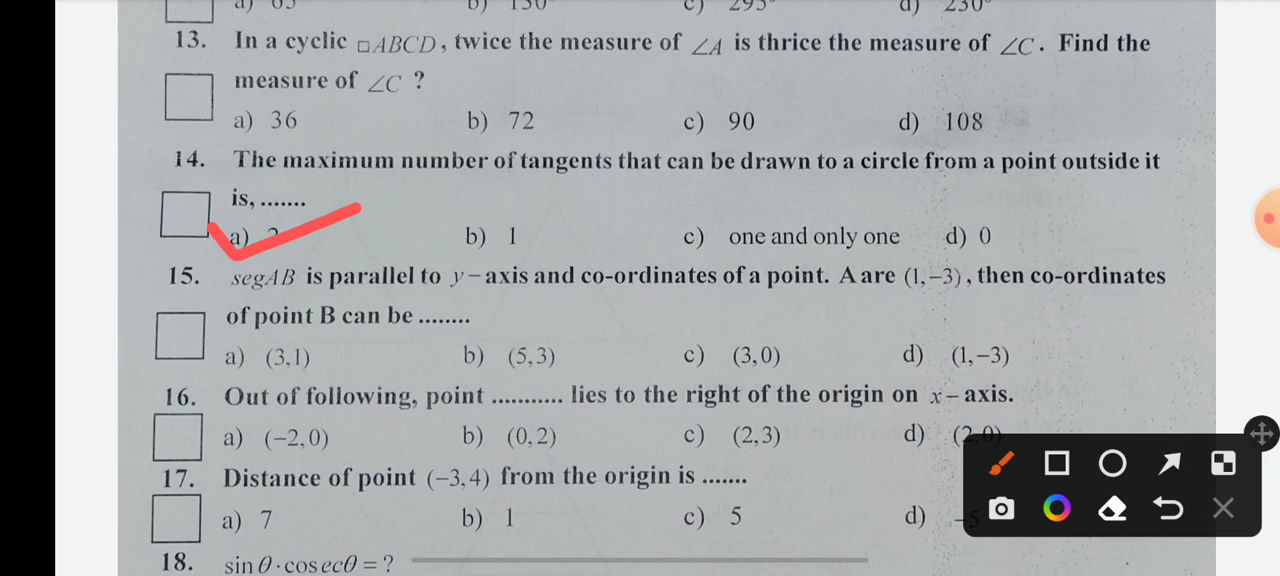 b) 130° c) 295° d) 230°
13. In a cyclic □ABCD, twice the measure of ∠A is thrice the measure of ∠C. Find the
measure of ∠C ?
a) 36 b) 72 c) 90 d) 108
14. The maximum number of tangents that can be drawn to a circle from a point outside it
is, .......
a) b) 1 c) one and only one d) 0
15. segAB is parallel to y-axis and co-ordinates of a point. A are (1,-3), then co-ordinates
of point B can be ........
a) (3,1) b) (5,3) c) (3,0) d) (1,-3)
16. Out of following, point ........... lies to the right of the origin on x-axis.
a) (-2,0) b) (0,2) c) (2,3) d) (2,0)
17. Distance of point (-3,4) from the origin is .......
a) 7 b) 1 c) 5 d) -5
18. sinθ·cosecθ = ?